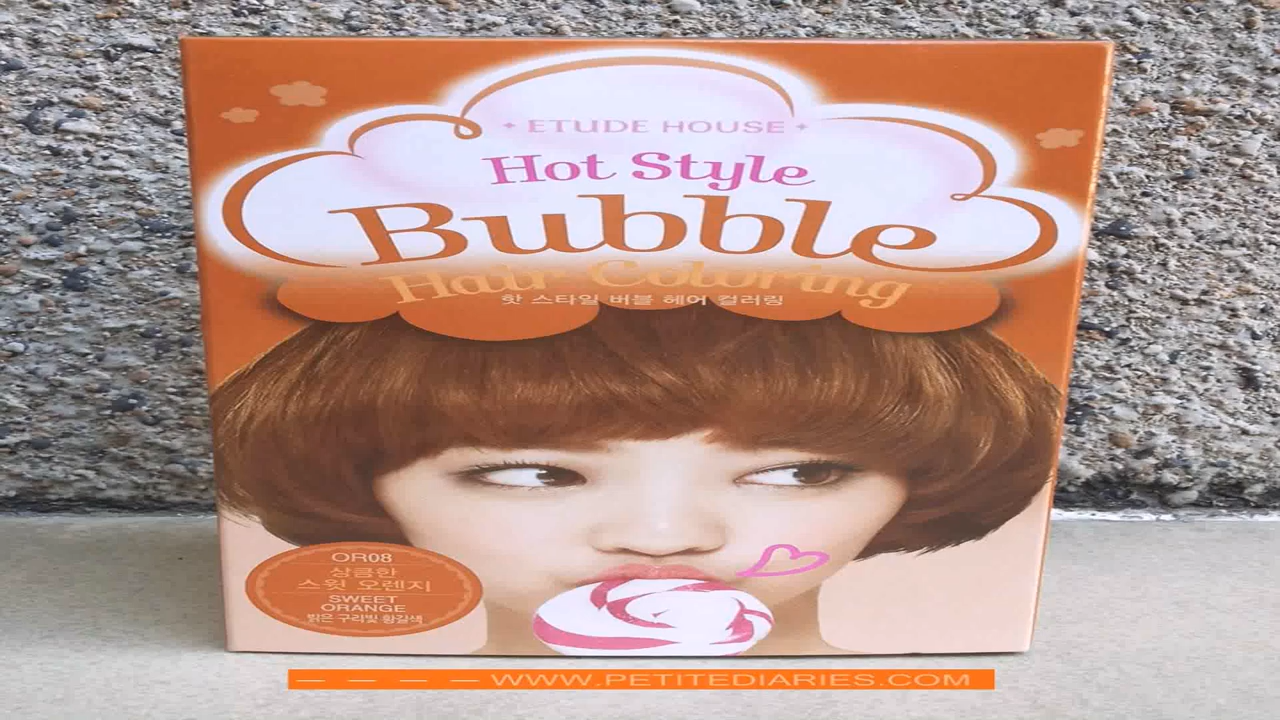 ETUDE HOUSE
Hot Style
Bubble
Hair Coloring
핫 스타일 버블 헤어 컬러링
OR08
상큼한
스윗 오렌지
SWEET
ORANGE
밝은 구리빛 황갈색
WWW.PETITEDIARIES.COM